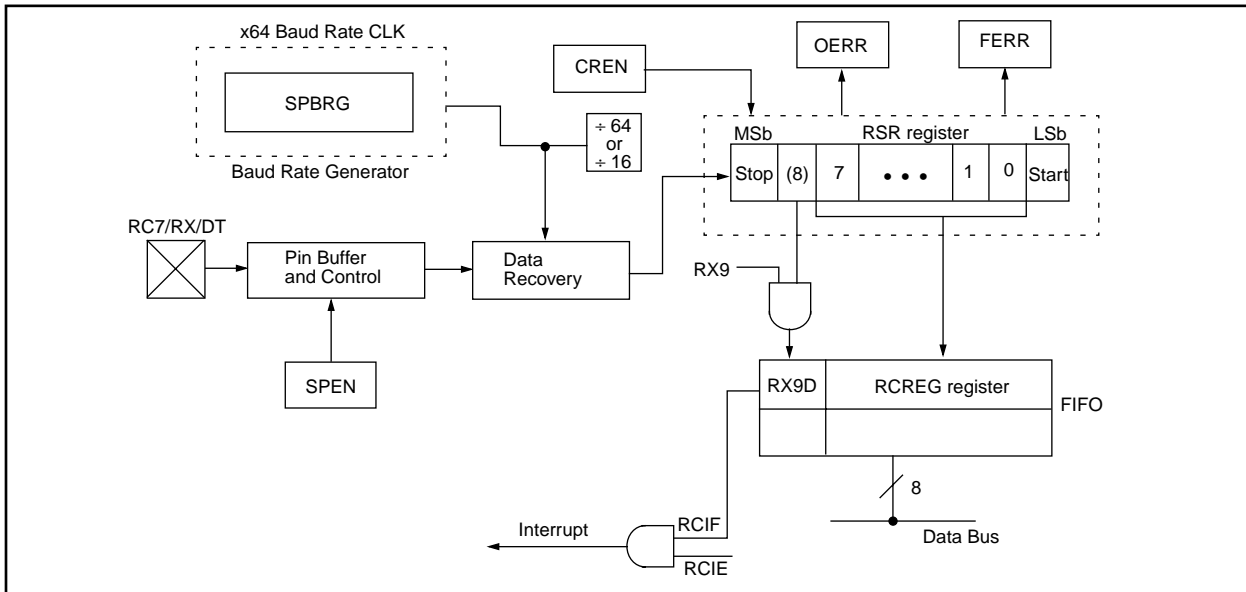 x64 Baud Rate CLK
SPBRG
Baud Rate Generator
CREN
OERR
FERR
÷ 64
or
÷ 16
MSb
RSR register
LSb
Stop
(8)
7
• • •
1
0
Start
RC7/RX/DT
Pin Buffer
and Control
Data
Recovery
RX9
SPEN
RX9D
RCREG register
FIFO
8
Data Bus
Interrupt
RCIF
RCIE